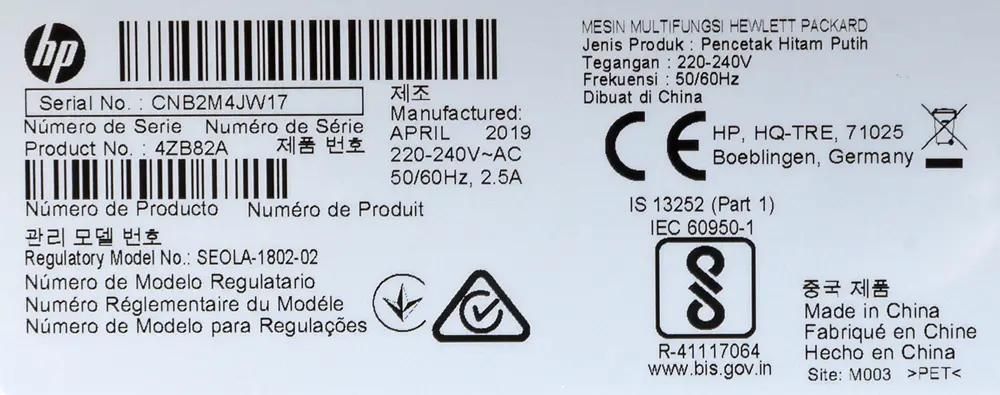 hp
Serial No. : CNB2M4JW17
Número de Serie Numéro de Série
Product No. : 4ZB82A 제품 번호
Número de Producto Numéro de Produit
관리 모델 번호
Regulatory Model No.: SEOLA-1802-02
Número de Modelo Regulatario
Numéro Réglementaire du Modéle
Número de Modelo para Regulações
제조
Manufactured:
APRIL 2019
220-240V~AC
50/60Hz, 2.5A
MESIN MULTIFUNGSI HEWLETT PACKARD
Jenis Produk : Pencetak Hitam Putih
Tegangan : 220-240V
Frekuensi : 50/60Hz
Dibuat di China
CE HP, HQ-TRE, 71025
Boeblingen, Germany
IS 13252 (Part 1)
IEC 60950-1
R-41117064
www.bis.gov.in
중국 제품
Made in China
Fabriqué en Chine
Hecho en China
Site: M003 >PET<